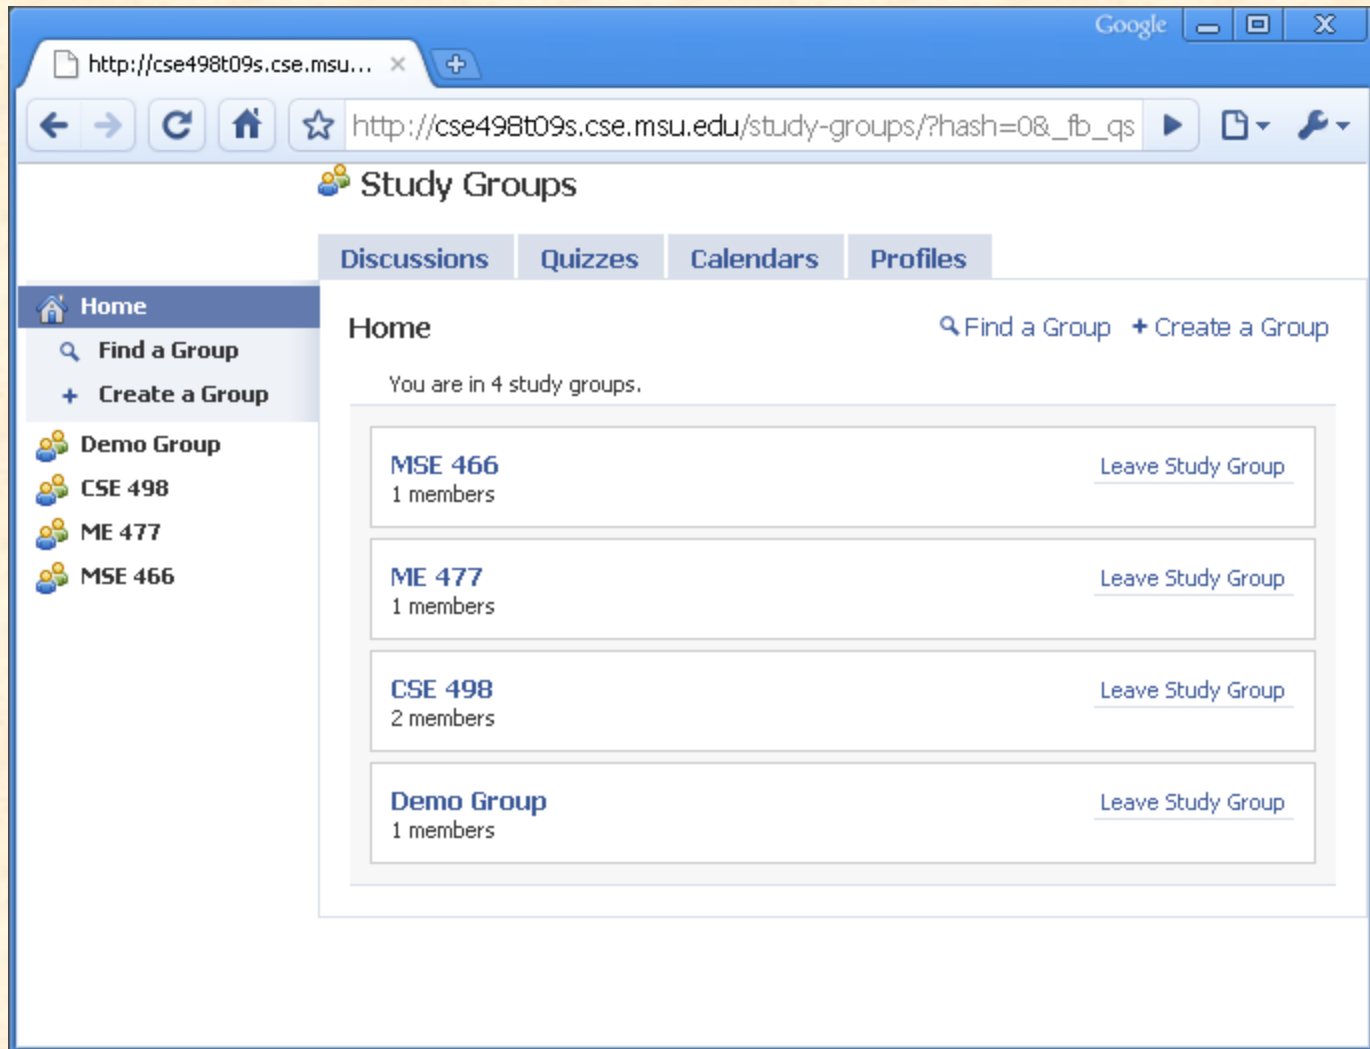 Google
http://cse498t09s.cse.msu...
http://cse498t09s.cse.msu.edu/study-groups/?hash=0&_fb_qs
Study Groups
Discussions Quizzes Calendars Profiles
Home
Find a Group
Create a Group
Demo Group
CSE 498
ME 477
MSE 466
Home
Find a Group + Create a Group
You are in 4 study groups.
MSE 466 Leave Study Group
1 members
ME 477 Leave Study Group
1 members
CSE 498 Leave Study Group
2 members
Demo Group Leave Study Group
1 members